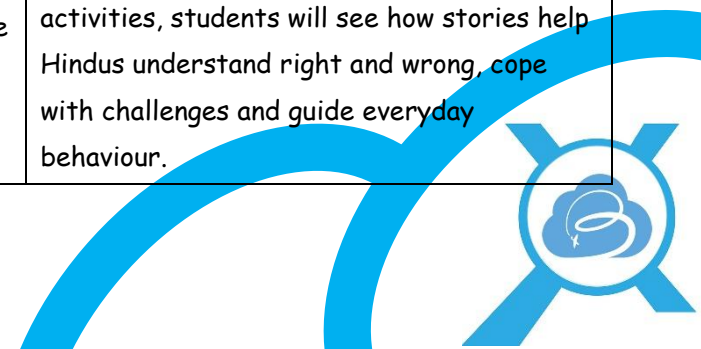 e
activities, students will see how stories help
Hindus understand right and wrong, cope
with challenges and guide everyday
behaviour.